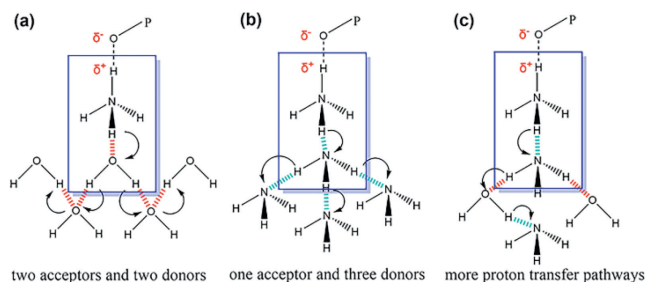 (a)
P
δ- O
δ+ H
N
H H
H
O O O
H H H H H H
O O
H H H H
two acceptors and two donors
(b)
P
δ- O
δ+ H
N
H H
H
N
H H
H
N N
H H H H
H N H
H H
H
one acceptor and three donors
(c)
P
δ- O
δ+ H
N
H H
H
N
H H
H
O O
H H H H
N
H H
H
more proton transfer pathways